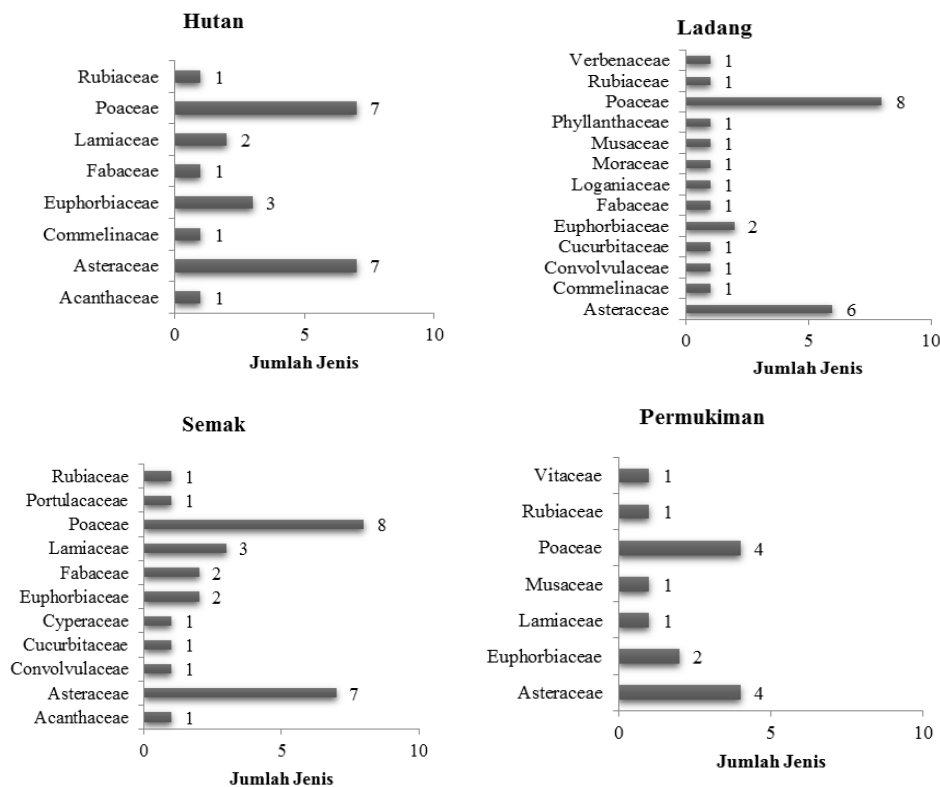 Hutan
Rubiaceae 1
Poaceae 7
Lamiaceae 2
Fabaceae 1
Euphorbiaceae 3
Commelinacae 1
Asteraceae 7
Acanthaceae 1
0 5 10
Jumlah Jenis
Ladang
Verbenaceae 1
Rubiaceae 1
Poaceae 8
Phyllanthaceae 1
Musaceae 1
Moraceae 1
Loganiaceae 1
Fabaceae 1
Euphorbiaceae 2
Cucurbitaceae 1
Convolvulaceae 1
Commelinacae 1
Asteraceae 6
0 5 10
Jumlah Jenis
Semak
Rubiaceae 1
Portulacaceae 1
Poaceae 8
Lamiaceae 3
Fabaceae 2
Euphorbiaceae 2
Cyperaceae 1
Cucurbitaceae 1
Convolvulaceae 1
Asteraceae 7
Acanthaceae 1
0 5 10
Jumlah Jenis
Permukiman
Vitaceae 1
Rubiaceae 1
Poaceae 4
Musaceae 1
Lamiaceae 1
Euphorbiaceae 2
Asteraceae 4
0 5 10
Jumlah Jenis